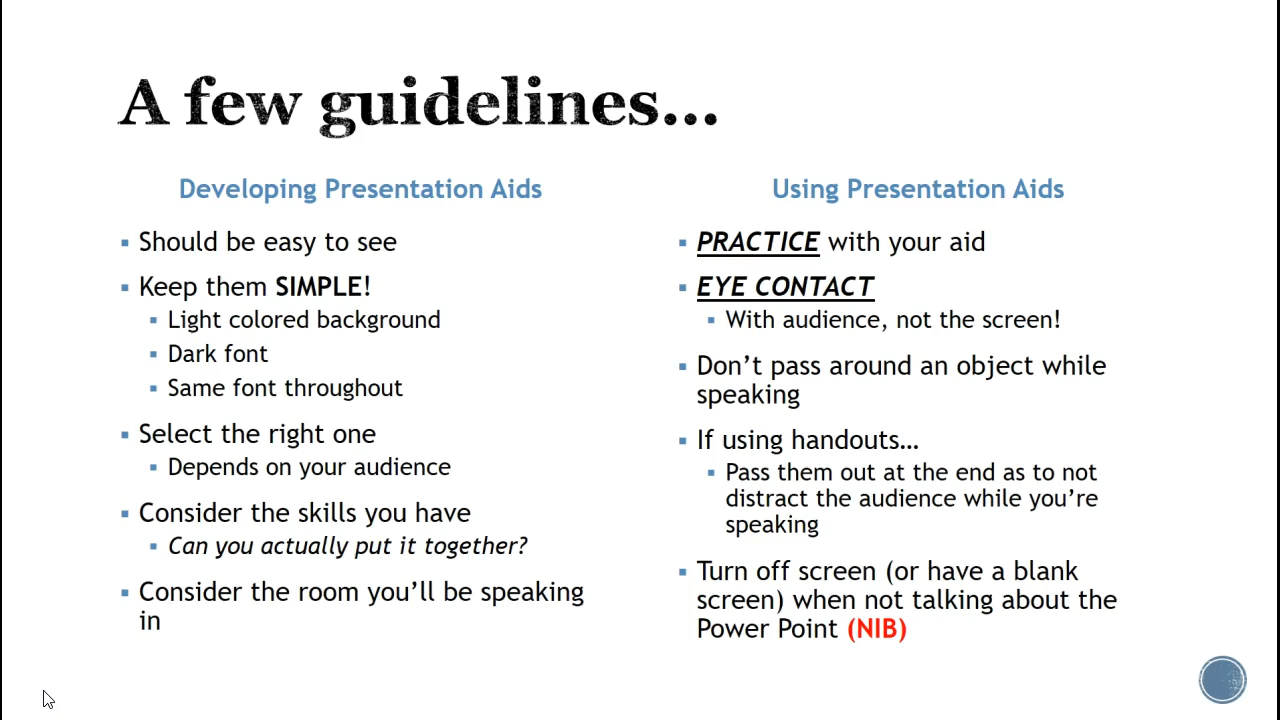 A few guidelines...
Developing Presentation Aids
Should be easy to see
Keep them SIMPLE!
Light colored background
Dark font
Same font throughout
Select the right one
Depends on your audience
Consider the skills you have
Can you actually put it together?
Consider the room you’ll be speaking
in
Using Presentation Aids
PRACTICE with your aid
EYE CONTACT
With audience, not the screen!
Don’t pass around an object while
speaking
If using handouts…
Pass them out at the end as to not
distract the audience while you’re
speaking
Turn off screen (or have a blank
screen) when not talking about the
Power Point (NIB)